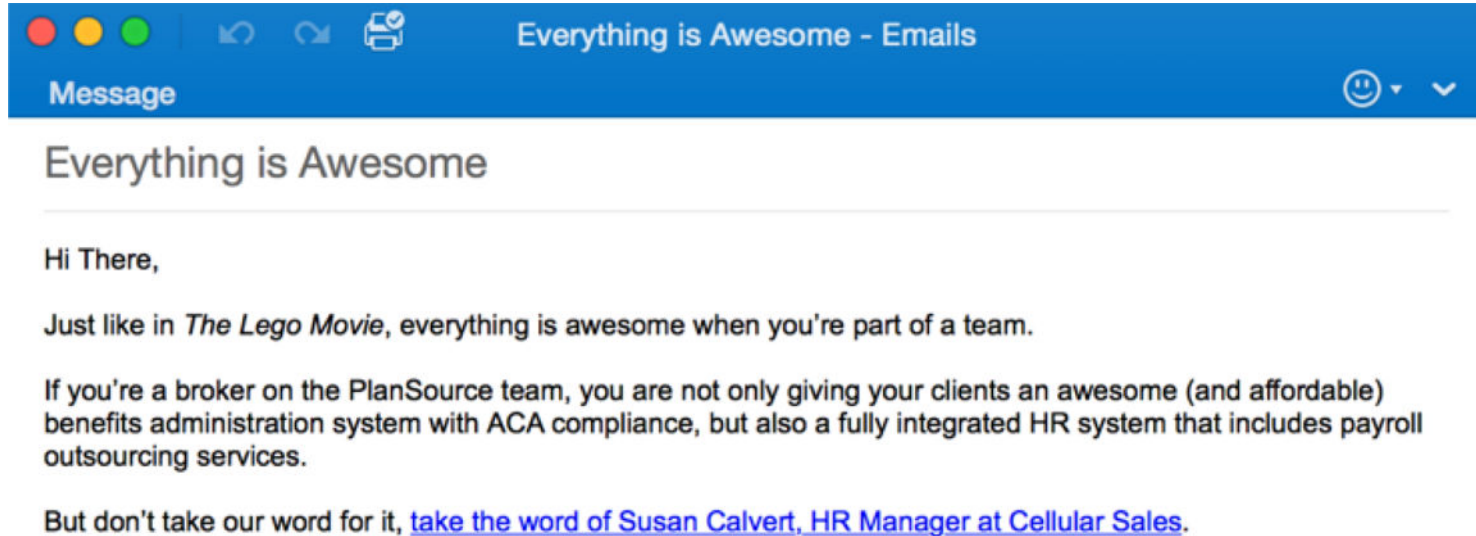 Everything is Awesome - Emails
Message
Everything is Awesome
Hi There,
Just like in The Lego Movie, everything is awesome when you're part of a team.
If you're a broker on the PlanSource team, you are not only giving your clients an awesome (and affordable)
benefits administration system with ACA compliance, but also a fully integrated HR system that includes payroll
outsourcing services.
But don't take our word for it, take the word of Susan Calvert, HR Manager at Cellular Sales.